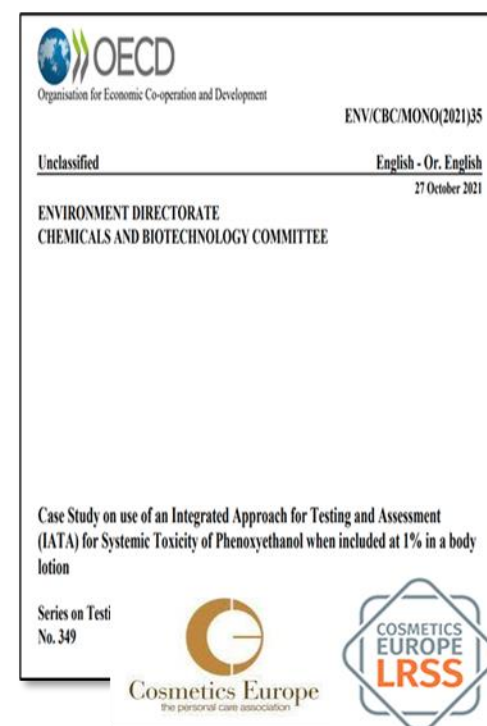 OECD
Organisation for Economic Co-operation and Development
ENV/CBC/MONO(2021)35
Unclassified
English - Or. English
27 October 2021
ENVIRONMENT DIRECTORATE
CHEMICALS AND BIOTECHNOLOGY COMMITTEE
Case Study on use of an Integrated Approach for Testing and Assessment
(IATA) for Systemic Toxicity of Phenoxyethanol when included at 1% in a body
lotion
Series on Testi
No. 349
Cosmetics Europe
the personal care association
COSMETICS
EUROPE
LRSS